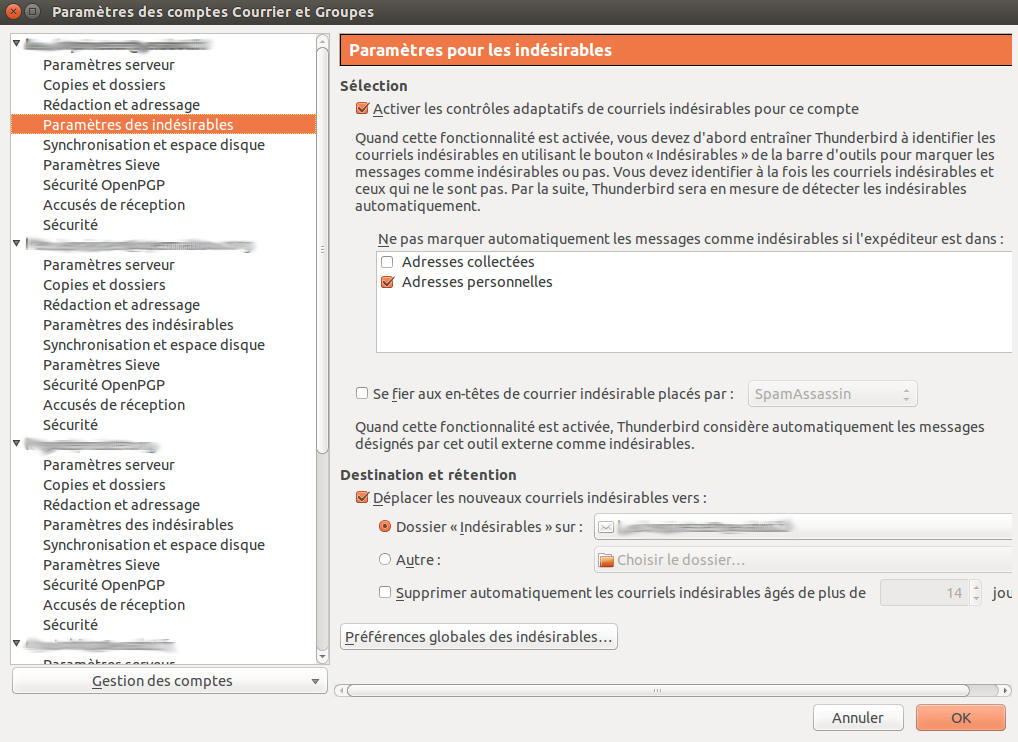 Paramètres des comptes Courrier et Groupes
Paramètres serveur
Copies et dossiers
Rédaction et adressage
Paramètres des indésirables
Synchronisation et espace disque
Paramètres Sieve
Sécurité OpenPGP
Accusés de réception
Sécurité
Paramètres serveur
Copies et dossiers
Rédaction et adressage
Paramètres des indésirables
Synchronisation et espace disque
Paramètres Sieve
Sécurité OpenPGP
Accusés de réception
Sécurité
Paramètres serveur
Copies et dossiers
Rédaction et adressage
Paramètres des indésirables
Synchronisation et espace disque
Paramètres Sieve
Sécurité OpenPGP
Accusés de réception
Sécurité
Paramètres serveur
Gestion des comptes
Paramètres pour les indésirables
Sélection
Activer les contrôles adaptatifs de courriels indésirables pour ce compte
Quand cette fonctionnalité est activée, vous devez d'abord entraîner Thunderbird à identifier les
courriels indésirables en utilisant le bouton « Indésirables » de la barre d'outils pour marquer les
messages comme indésirables ou pas. Vous devez identifier à la fois les courriels indésirables et
ceux qui ne le sont pas. Par la suite, Thunderbird sera en mesure de détecter les indésirables
automatiquement.
Ne pas marquer automatiquement les messages comme indésirables si l'expéditeur est dans :
Adresses collectées
Adresses personnelles
Se fier aux en-têtes de courrier indésirable placés par : SpamAssassin
Quand cette fonctionnalité est activée, Thunderbird considère automatiquement les messages
désignés par cet outil externe comme indésirables.
Destination et rétention
Déplacer les nouveaux courriels indésirables vers :
Dossier « Indésirables » sur :
Autre : Choisir le dossier…
Supprimer automatiquement les courriels indésirables âgés de plus de 14 jou
Préférences globales des indésirables…
Annuler OK